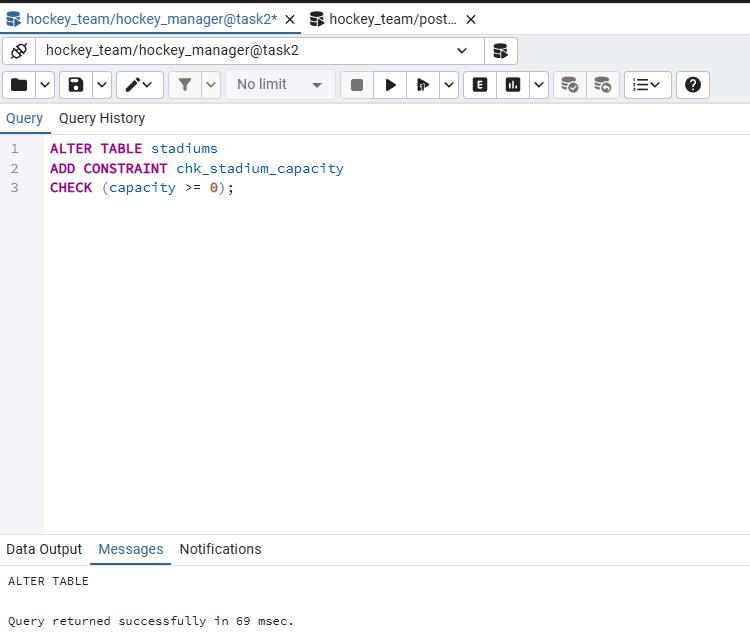 hockey_team/hockey_manager@task2*
hockey_team/post...
hockey_team/hockey_manager@task2
No limit
E
Query Query History
1 ALTER TABLE stadiums
2 ADD CONSTRAINT chk_stadium_capacity
3 CHECK (capacity >= 0);
Data Output Messages Notifications
ALTER TABLE
Query returned successfully in 69 msec.